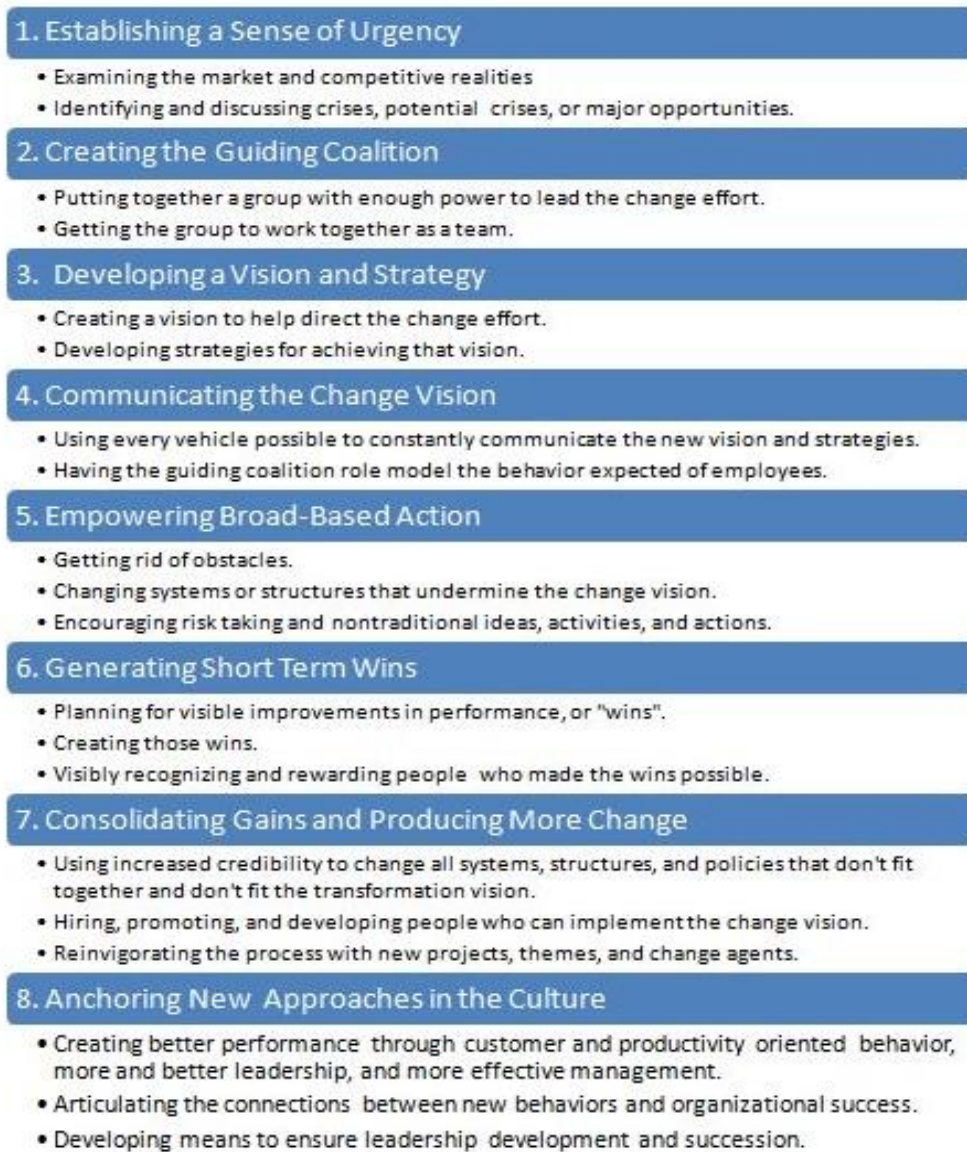 1. Establishing a Sense of Urgency
• Examining the market and competitive realities
• Identifying and discussing crises, potential crises, or major opportunities.
2. Creating the Guiding Coalition
• Putting together a group with enough power to lead the change effort.
• Getting the group to work together as a team.
3. Developing a Vision and Strategy
• Creating a vision to help direct the change effort.
• Developing strategies for achieving that vision.
4. Communicating the Change Vision
• Using every vehicle possible to constantly communicate the new vision and strategies.
• Having the guiding coalition role model the behavior expected of employees.
5. Empowering Broad-Based Action
• Getting rid of obstacles.
• Changing systems or structures that undermine the change vision.
• Encouraging risk taking and nontraditional ideas, activities, and actions.
6. Generating Short Term Wins
• Planning for visible improvements in performance, or "wins".
• Creating those wins.
• Visibly recognizing and rewarding people who made the wins possible.
7. Consolidating Gains and Producing More Change
• Using increased credibility to change all systems, structures, and policies that don't fit
together and don't fit the transformation vision.
• Hiring, promoting, and developing people who can implement the change vision.
• Reinvigorating the process with new projects, themes, and change agents.
8. Anchoring New Approaches in the Culture
• Creating better performance through customer and productivity oriented behavior,
more and better leadership, and more effective management.
• Articulating the connections between new behaviors and organizational success.
• Developing means to ensure leadership development and succession.